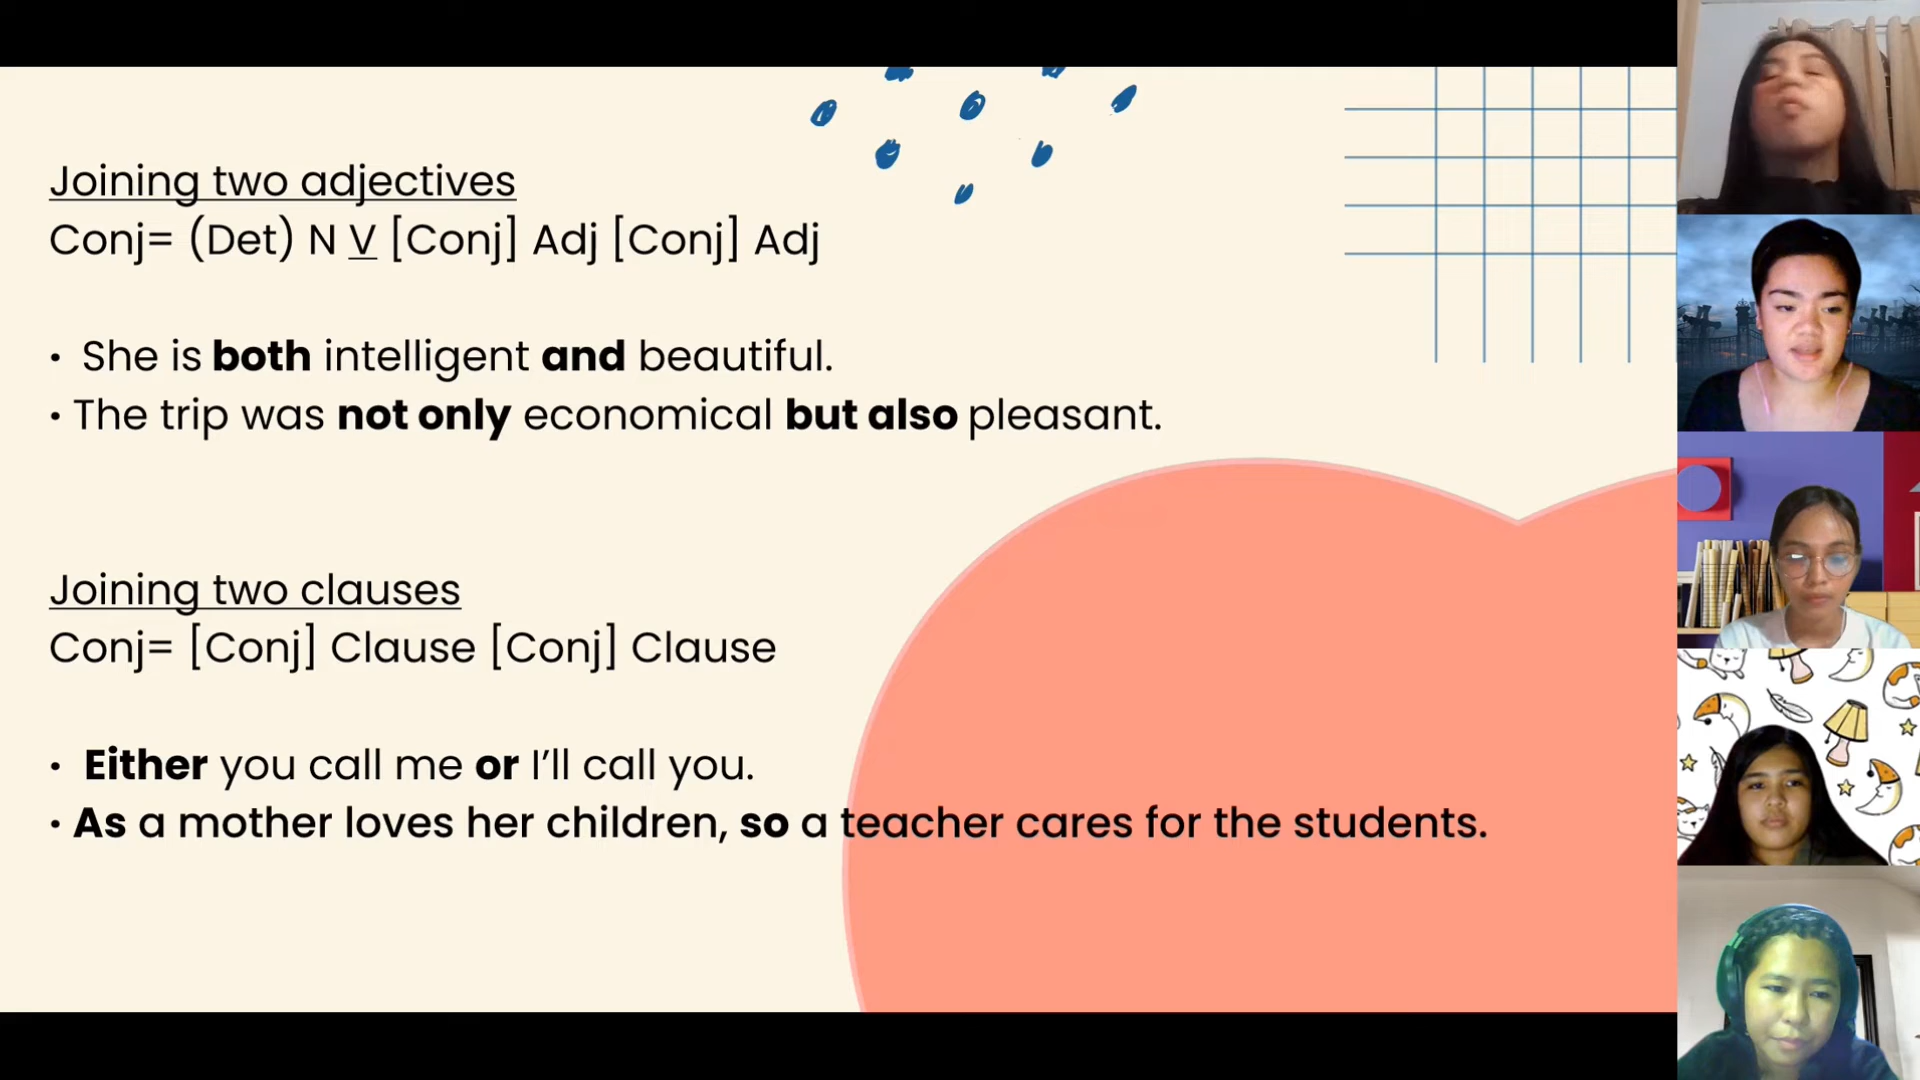 Joining two adjectives
Conj= (Det) N V [Conj] Adj [Conj] Adj
• She is both intelligent and beautiful.
• The trip was not only economical but also pleasant.
Joining two clauses
Conj= [Conj] Clause [Conj] Clause
• Either you call me or I’ll call you.
• As a mother loves her children, so a teacher cares for the students.